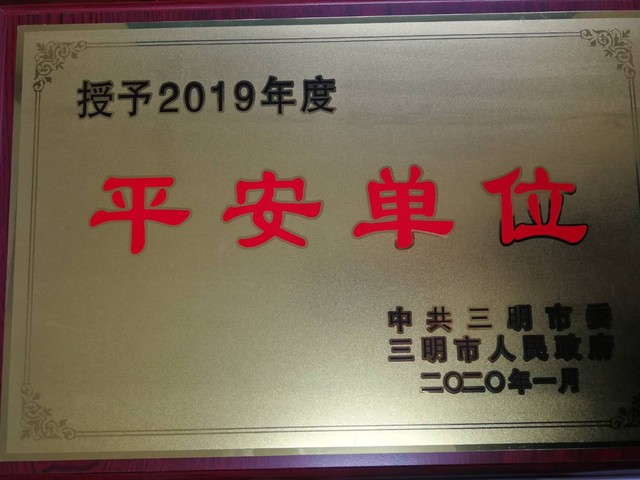 授予2019年度
平安单位
中共三明市委
三明市人民政府
二〇二〇年一月